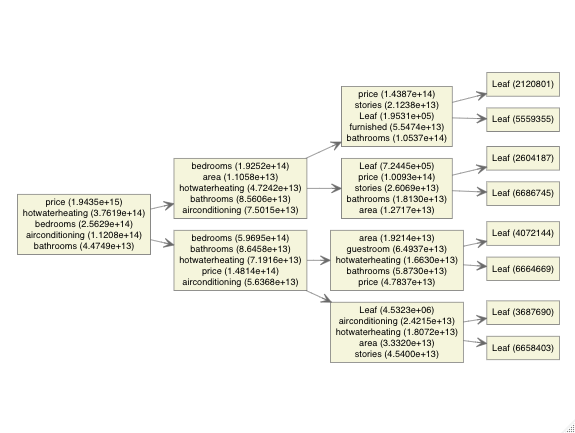 price (1.9435e+15)
hotwaterheating (3.7619e+14)
bedrooms (2.5629e+14)
airconditioning (1.1208e+14)
bathrooms (4.4749e+13)
bedrooms (1.9252e+14)
area (1.1058e+13)
hotwaterheating (4.7242e+13)
bathrooms (8.5606e+13)
airconditioning (7.5015e+13)
bedrooms (5.9695e+14)
bathrooms (8.6458e+13)
hotwaterheating (7.1916e+13)
price (1.4814e+14)
airconditioning (5.6368e+13)
price (1.4387e+14)
stories (2.1238e+13)
Leaf (1.9531e+05)
furnished (5.5474e+13)
bathrooms (1.0537e+14)
Leaf (7.2445e+05)
price (1.0093e+14)
stories (2.6069e+13)
bathrooms (1.8130e+13)
area (1.2717e+13)
area (1.9214e+13)
guestroom (6.4937e+13)
hotwaterheating (1.6630e+13)
bathrooms (5.8730e+13)
price (4.7837e+13)
Leaf (4.5323e+06)
airconditioning (2.4215e+13)
hotwaterheating (1.8072e+13)
area (3.3320e+13)
stories (4.5400e+13)
Leaf (2120801)
Leaf (5559355)
Leaf (2604187)
Leaf (6686745)
Leaf (4072144)
Leaf (6664669)
Leaf (3687690)
Leaf (6658403)